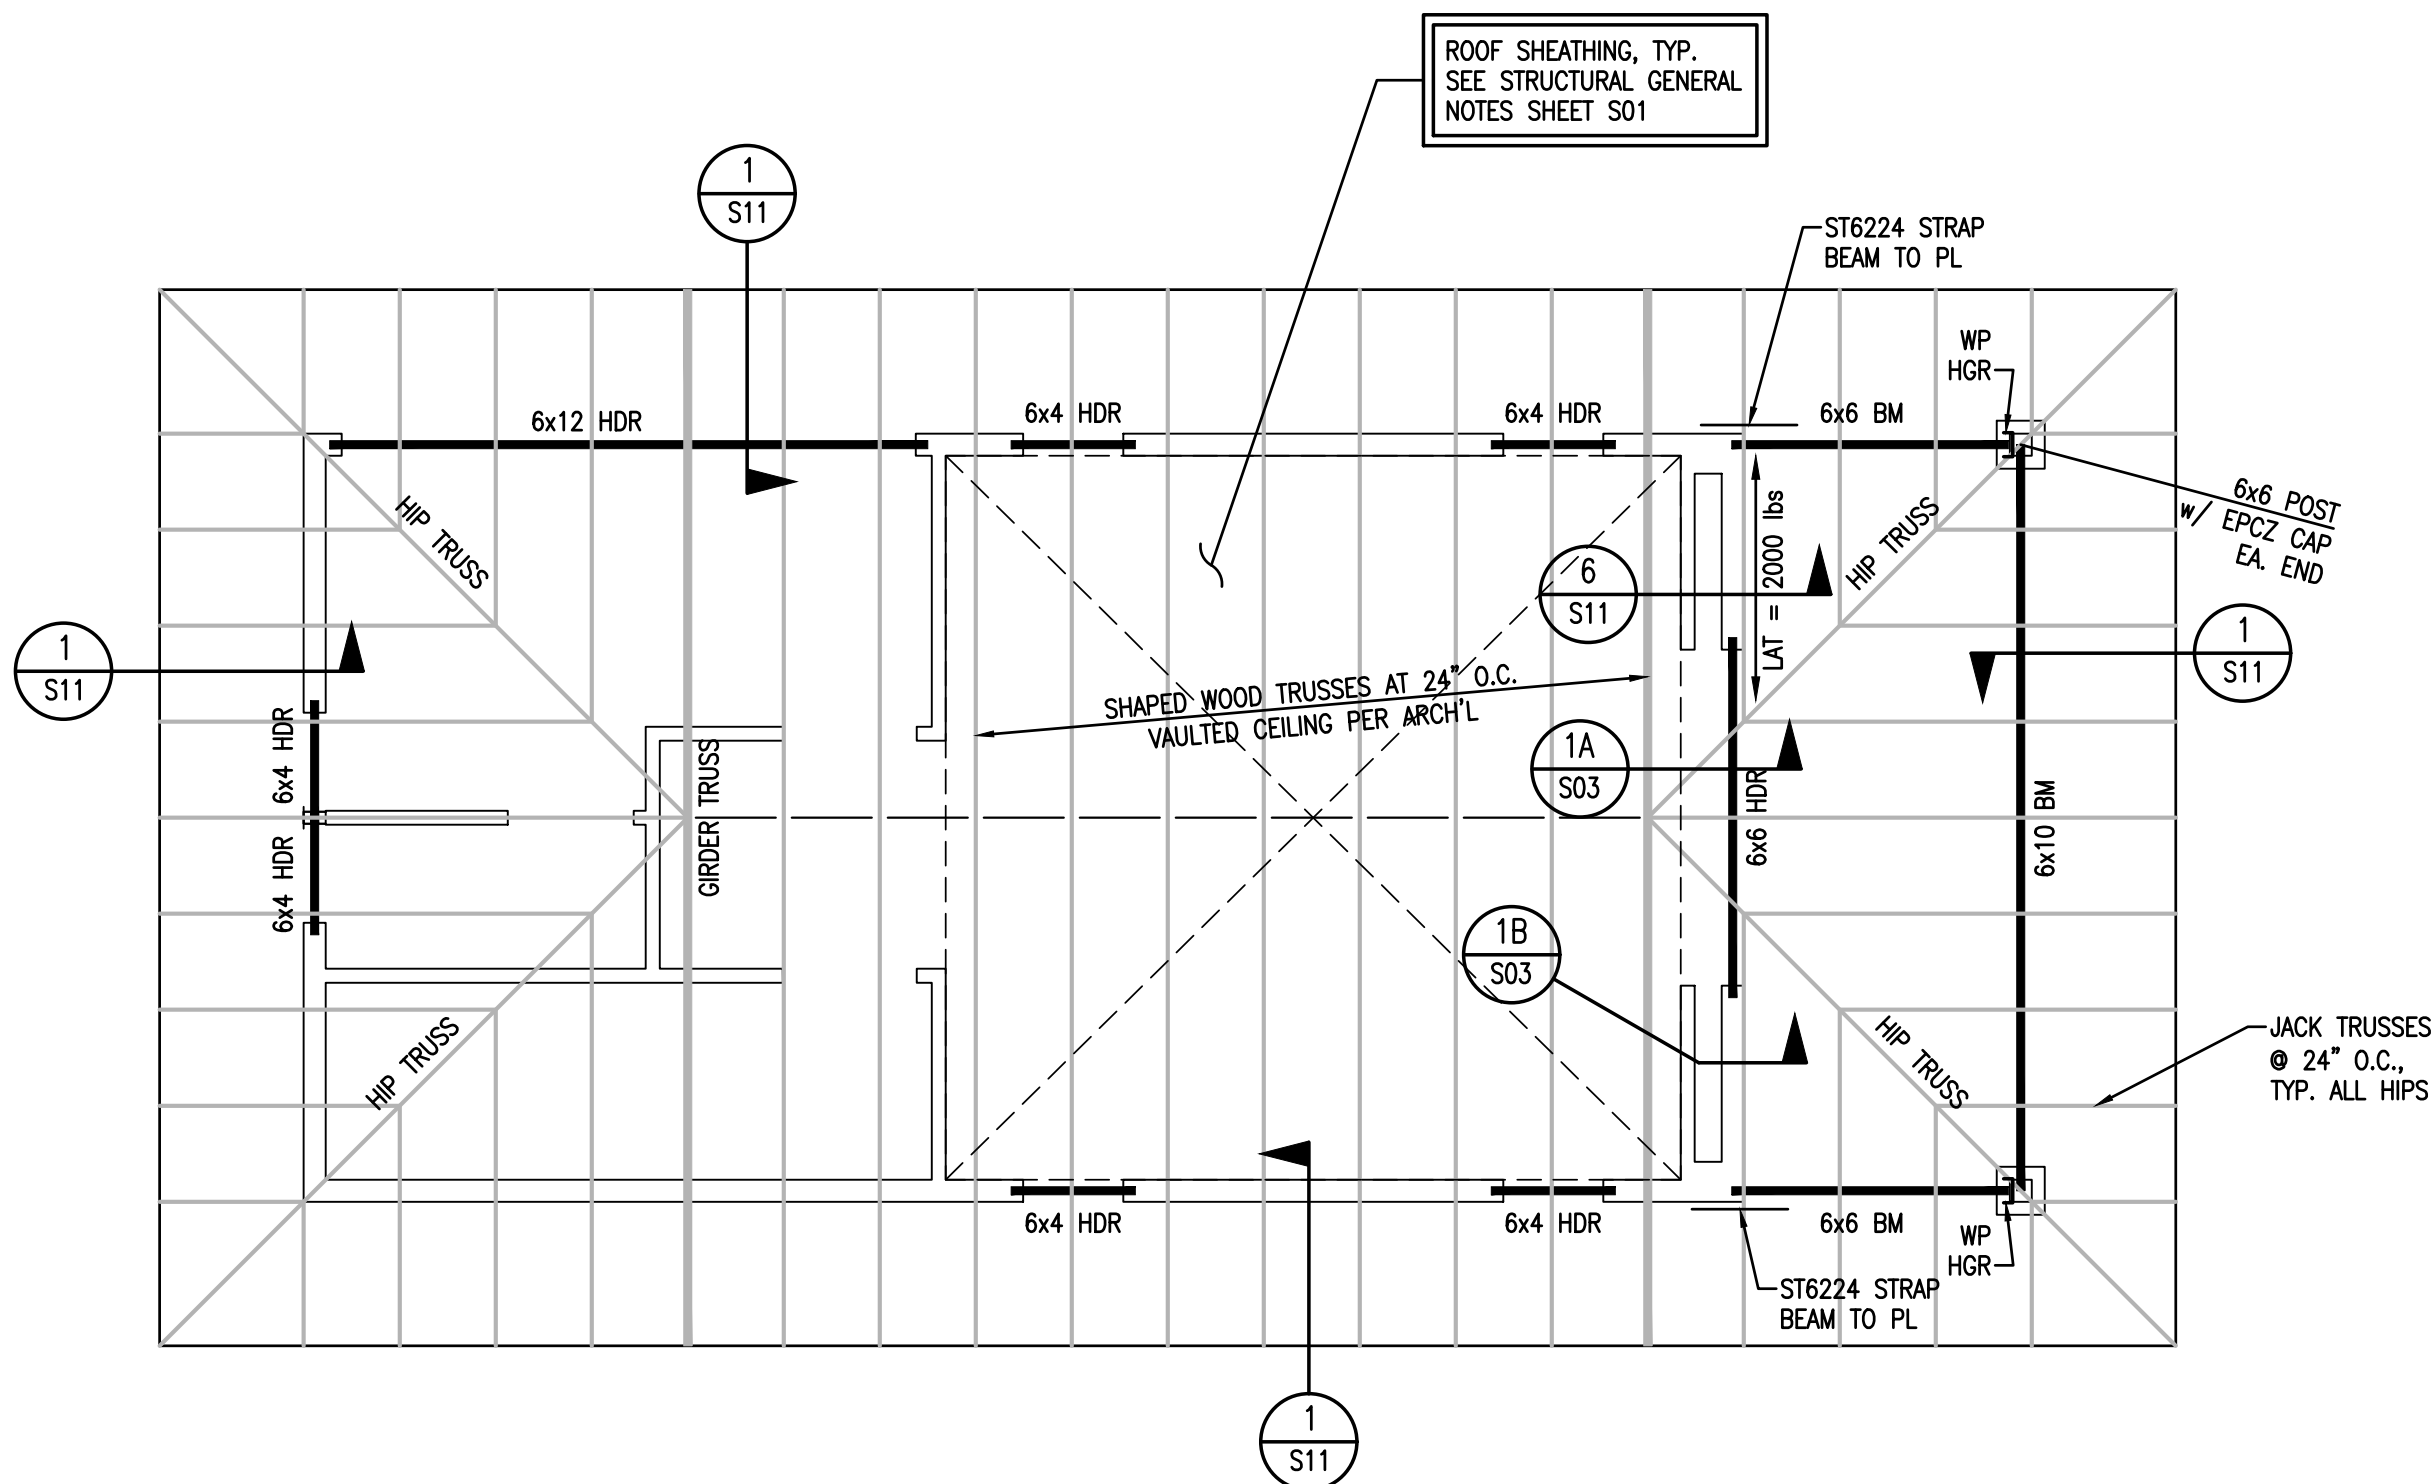 ROOF SHEATHING, TYP.
SEE STRUCTURAL GENERAL
NOTES SHEET S01
1
S11
ST6224 STRAP
BEAM TO PL
WP
HGR
6x12 HDR
6x4 HDR
6x4 HDR
6x6 BM
6x6 POST
w/ EPCZ CAP
EA. END
HIP TRUSS
HIP TRUSS
LAT = 2000 lbs
6
S11
1
S11
1
S11
SHAPED WOOD TRUSSES AT 24" O.C.
VAULTED CEILING PER ARCH'L
1A
S03
6x4 HDR
6x4 HDR
GIRDER TRUSS
6x6 HDR
6x10 BM
1B
S03
HIP TRUSS
HIP TRUSS
JACK TRUSSES
@ 24" O.C.,
TYP. ALL HIPS
6x4 HDR
6x4 HDR
6x6 BM
WP
HGR
ST6224 STRAP
BEAM TO PL
1
S11